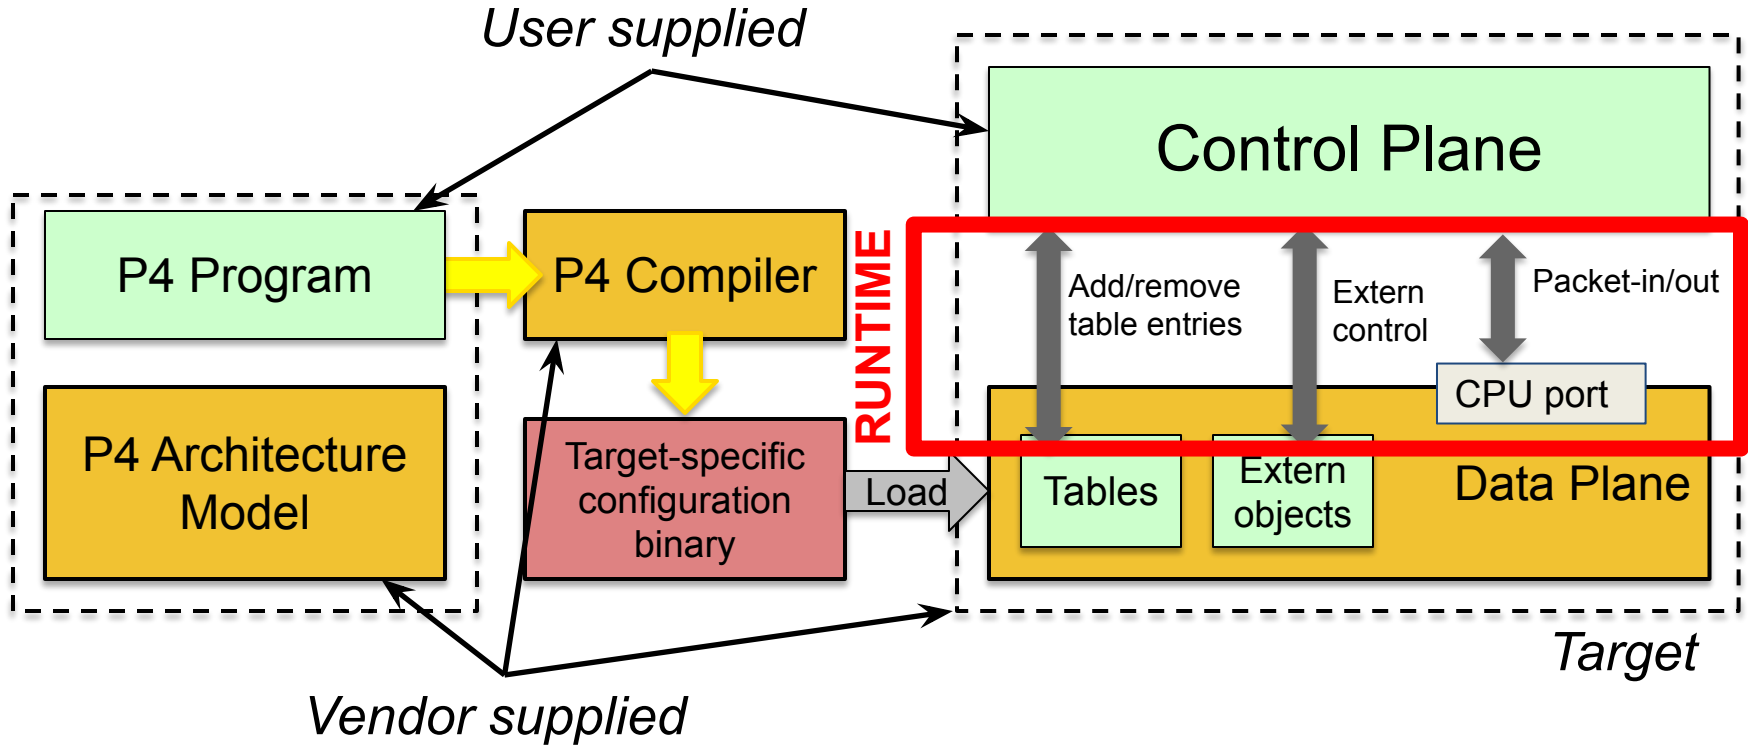 User supplied
Control Plane
P4 Program
P4 Compiler
RUNTIME
Add/remove
table entries
Extern
control
Packet-in/out
CPU port
P4 Architecture
Model
Target-specific
configuration
binary
Load
Tables
Extern
objects
Data Plane
Target
Vendor supplied